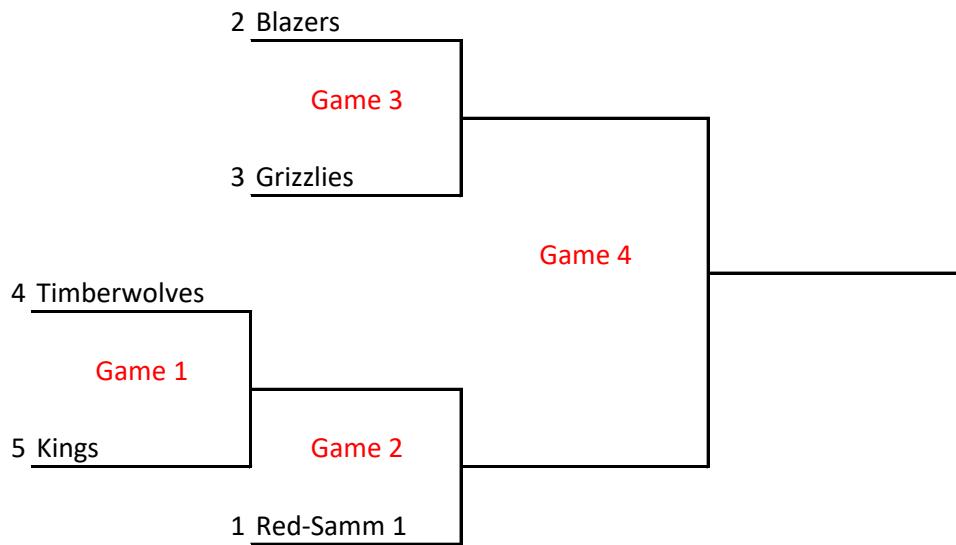 2 Blazers
Game 3
3 Grizzlies
Game 4
4 Timberwolves
Game 1
5 Kings
Game 2
1 Red-Samm 1